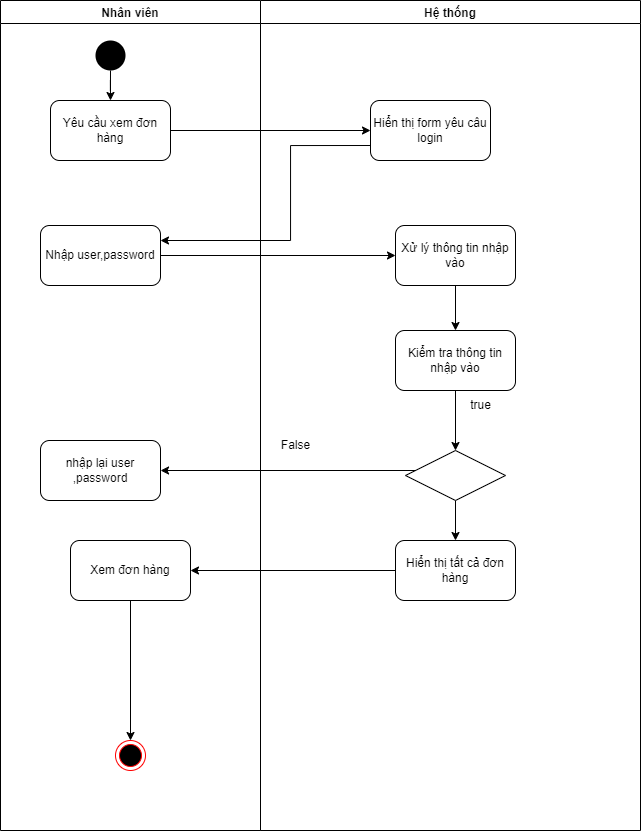 Nhân viên
Hệ thống
Yêu cầu xem đơn
hàng
Hiển thị form yêu câu
login
Nhập user,password
Xử lý thông tin nhập
vào
Kiểm tra thông tin
nhập vào
true
False
nhập lại user
,password
Xem đơn hàng
Hiển thị tất cả đơn
hàng